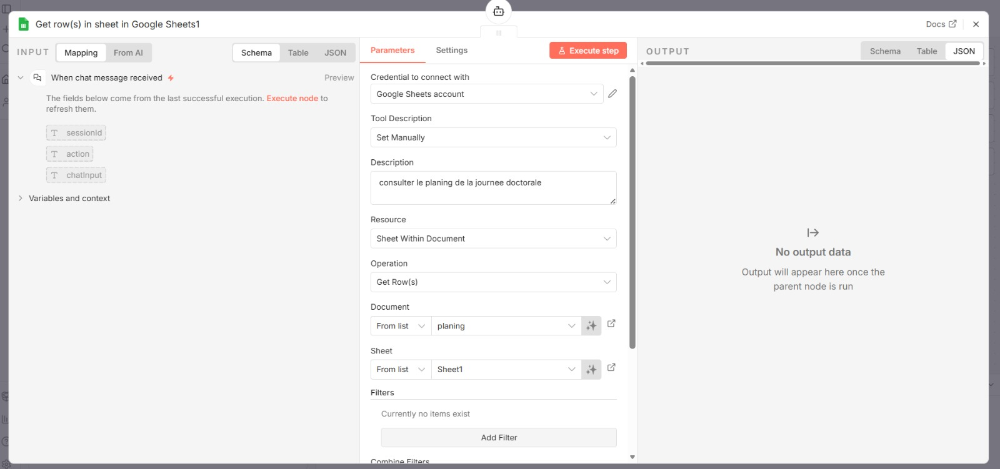 Get row(s) in sheet in Google Sheets1
Docs
INPUT
Mapping
From AI
Schema
Table
JSON
When chat message received
Preview
The fields below come from the last successful execution. Execute node to
refresh them.
T sessionId
T action
T chatInput
Variables and context
Parameters
Settings
Execute step
Credential to connect with
Google Sheets account
Tool Description
Set Manually
Description
consulter le planing de la journee doctorale
Resource
Sheet Within Document
Operation
Get Row(s)
Document
From list
planing
Sheet
From list
Sheet1
Filters
Currently no items exist
Add Filter
Combine Filters
OUTPUT
Schema
Table
JSON
No output data
Output will appear here once the
parent node is run